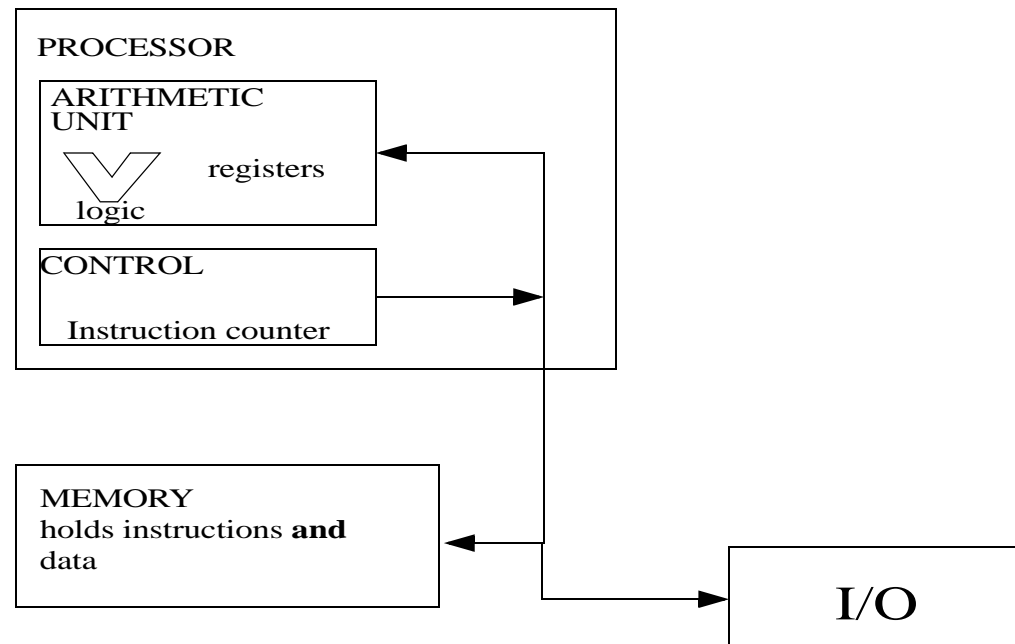 PROCESSOR
ARITHMETIC
UNIT
registers
logic
CONTROL
Instruction counter
MEMORY
holds instructions and
data
I/O